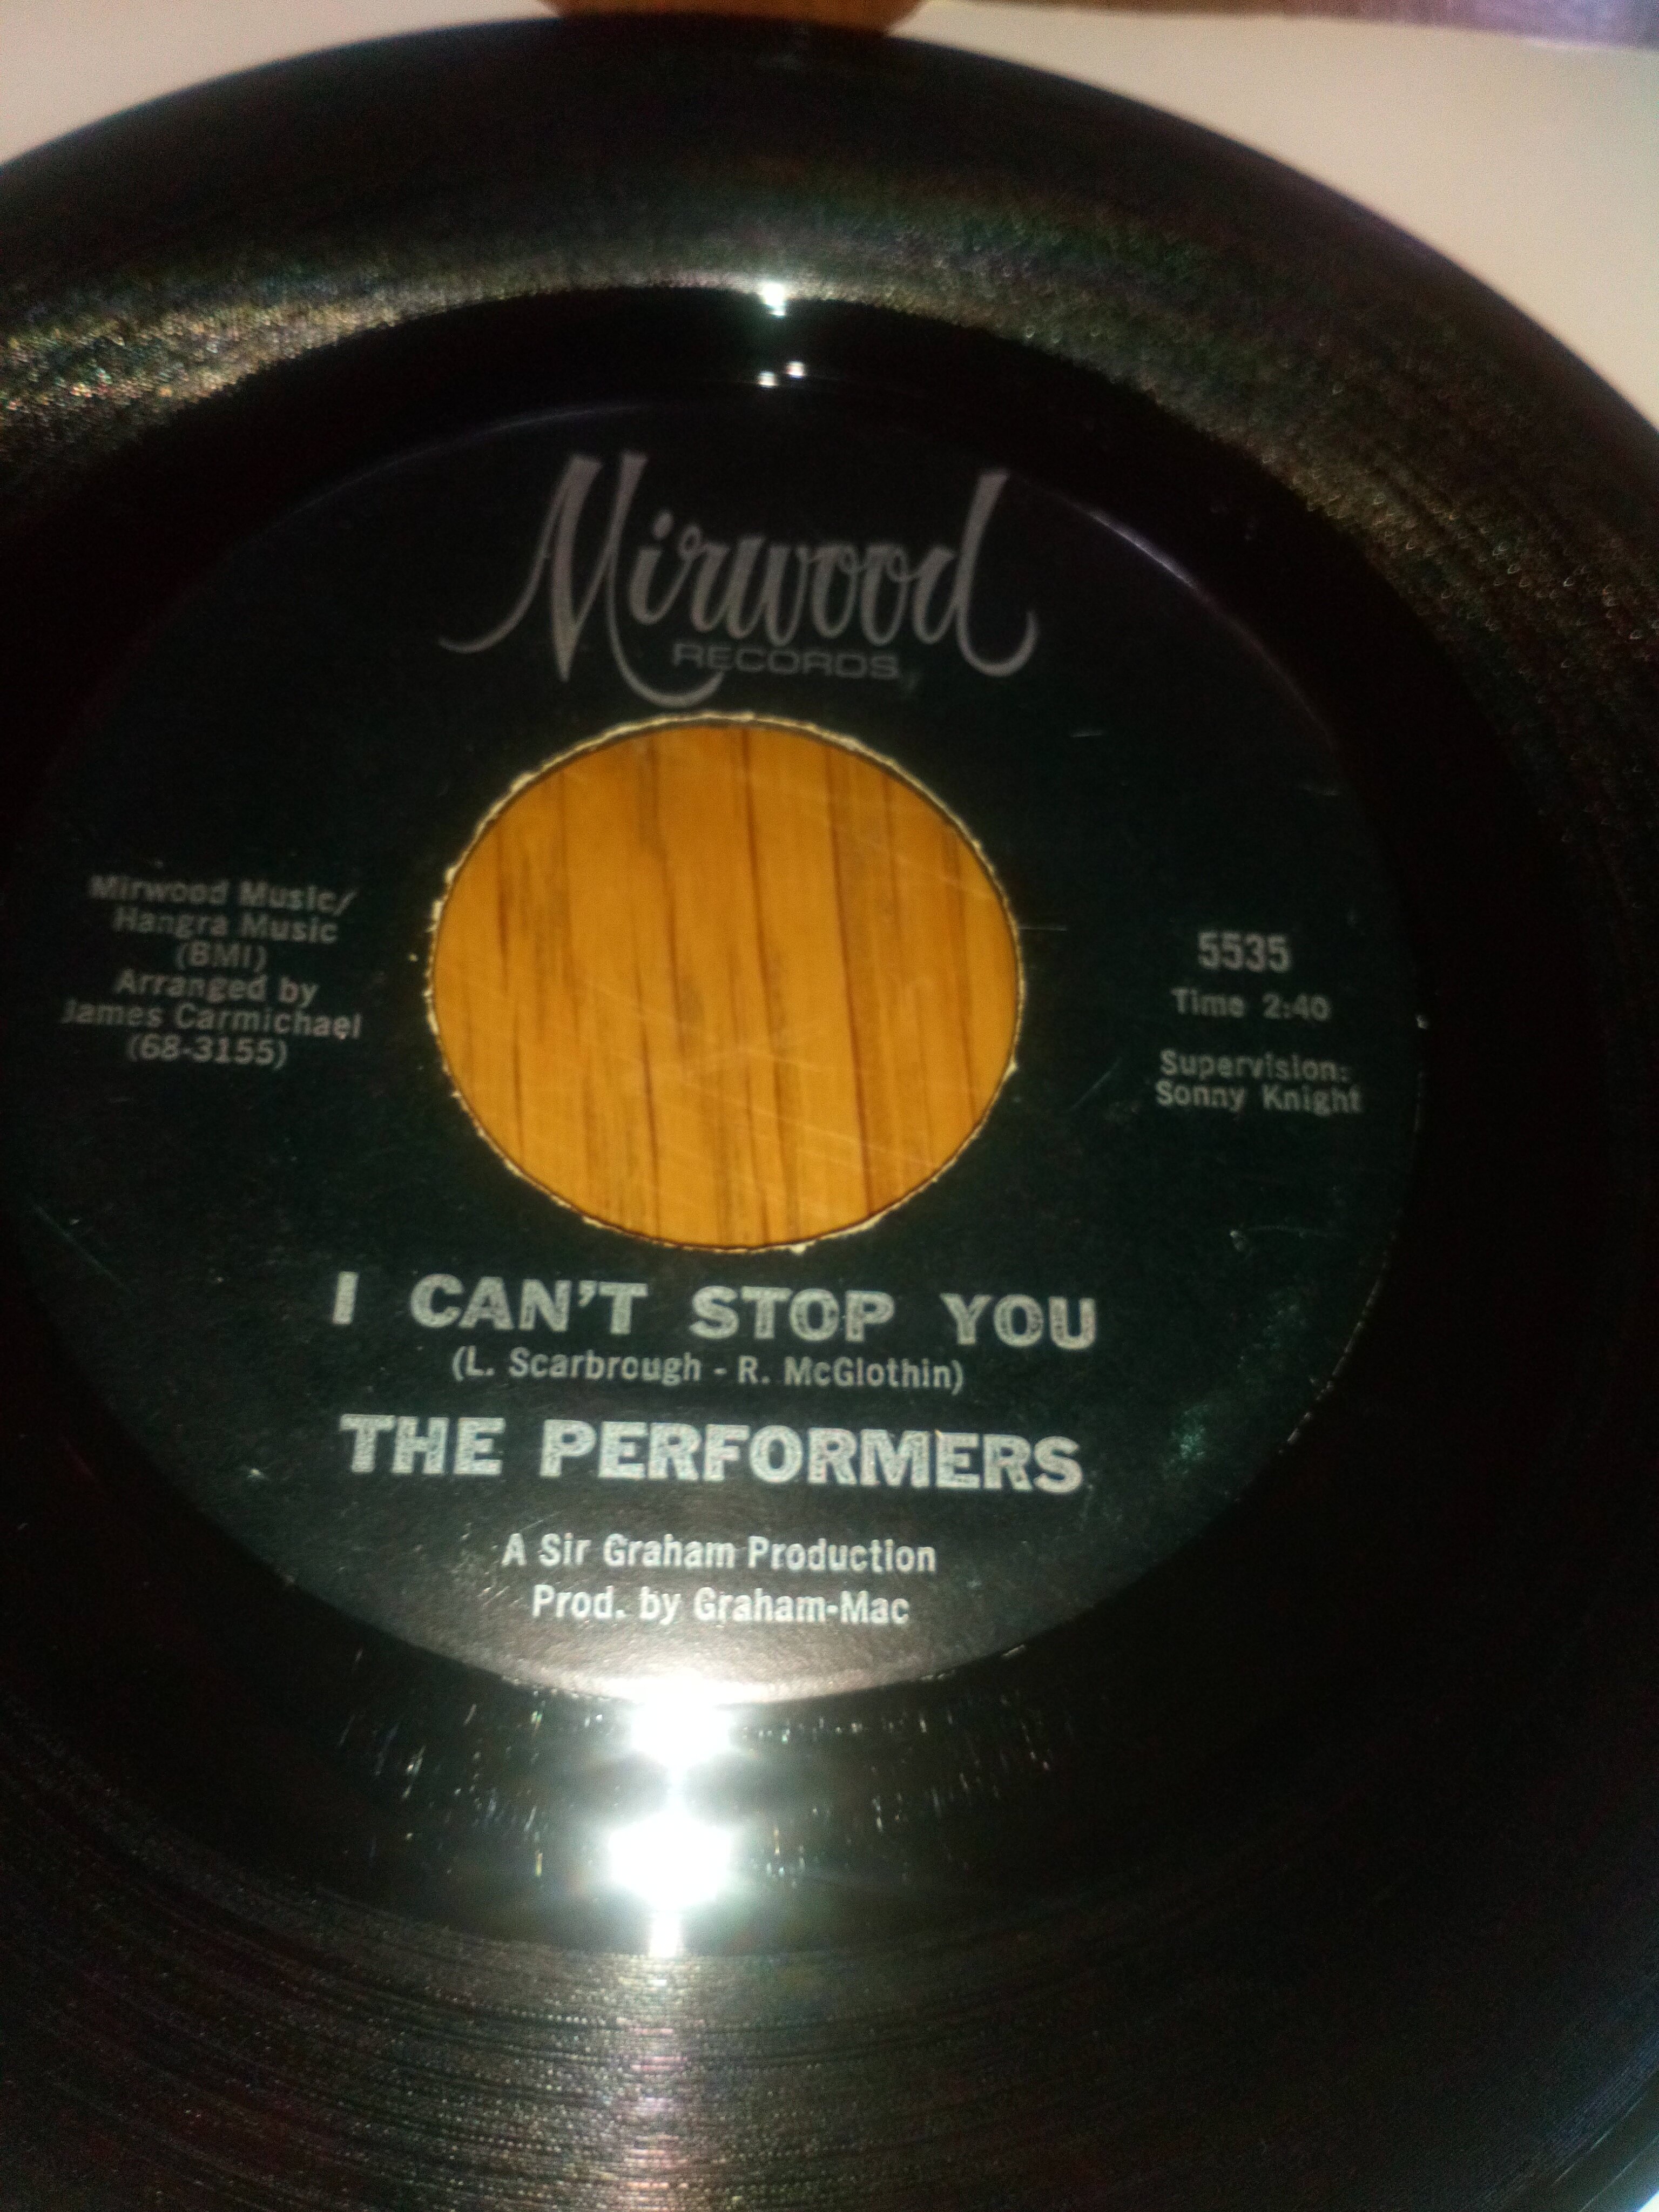 Mirwood
RECORDS
Mirwood Music/
Hangra Music
(BMI)
Arranged by
James Carmichael
(68-3155)
5535
Time 2:40
Supervision:
Sonny Knight
I CAN'T STOP YOU
(L. Scarbrough - R. McGlothin)
THE PERFORMERS
A Sir Graham Production
Prod. by Graham-Mac